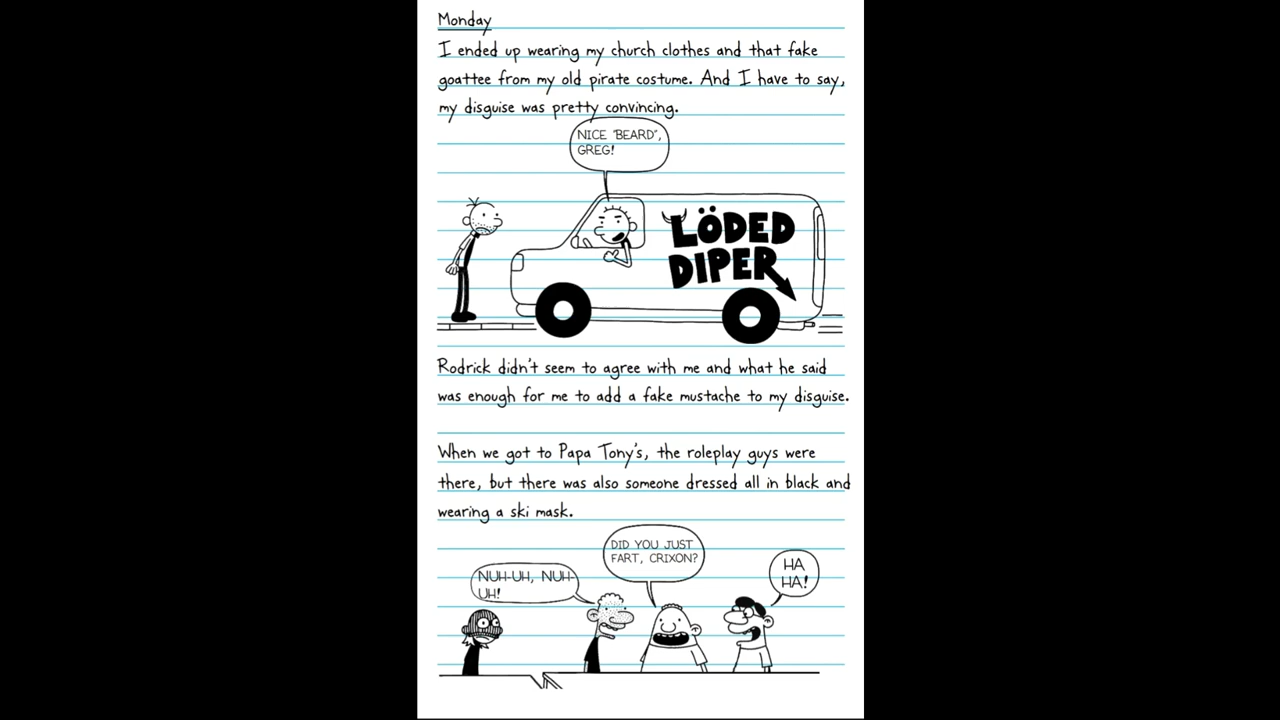 Monday
I ended up wearing my church clothes and that fake
goattee from my old pirate costume. And I have to say,
my disguise was pretty convincing.
NICE "BEARD",
GREG!
LÖDED
DIPER
Rodrick didn't seem to agree with me and what he said
was enough for me to add a fake mustache to my disguise.
When we got to Papa Tony's, the roleplay guys were
there, but there was also someone dressed all in black and
wearing a ski mask.
NUH-UH, NUH-
UH!
DID YOU JUST
FART, CRIXON?
HA
HA!